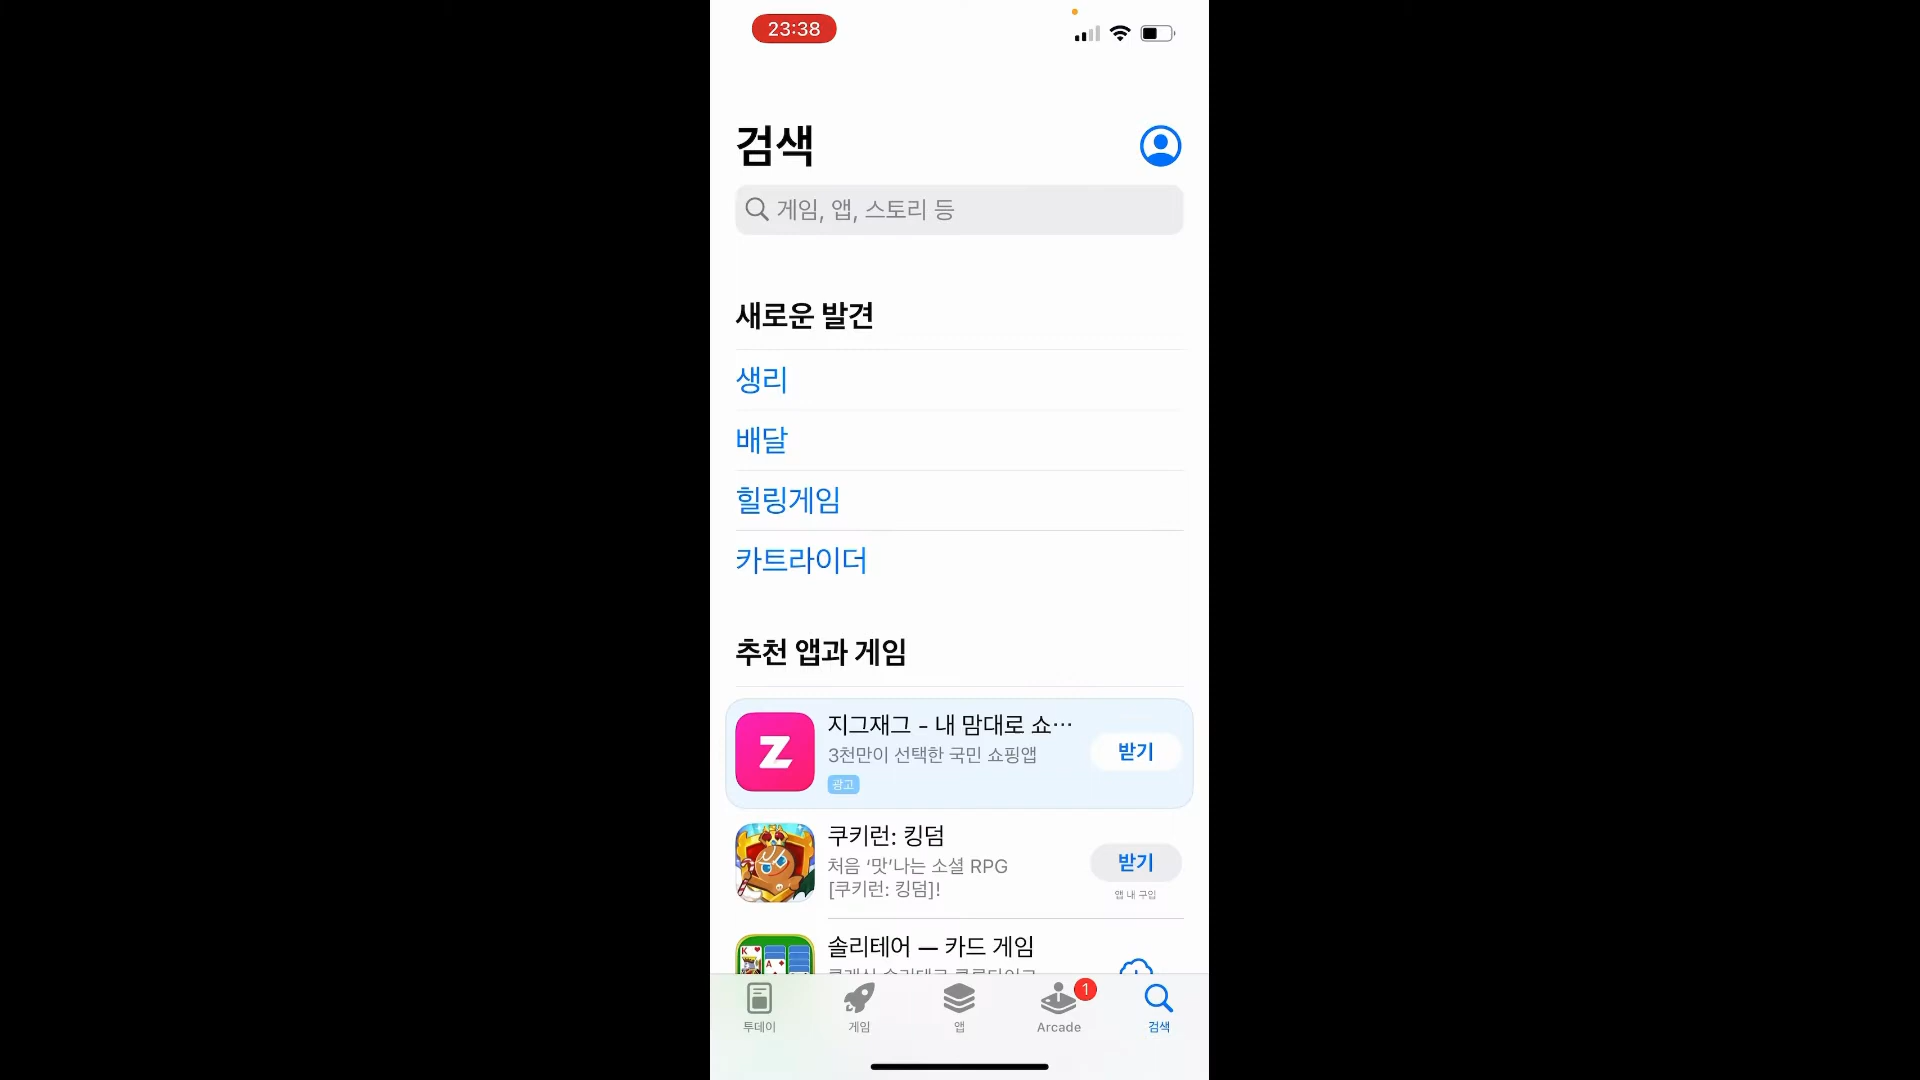 23:38
검색
게임, 앱, 스토리 등
새로운 발견
생리
배달
힐링게임
카트라이더
추천 앱과 게임
지그재그 - 내 맘대로 쇼…
3천만이 선택한 국민 쇼핑앱
광고
받기
쿠키런: 킹덤
처음 ‘맛’나는 소셜 RPG
[쿠키런: 킹덤]!
받기
앱 내 구입
솔리테어 — 카드 게임
투데이
게임
앱
Arcade
1
검색